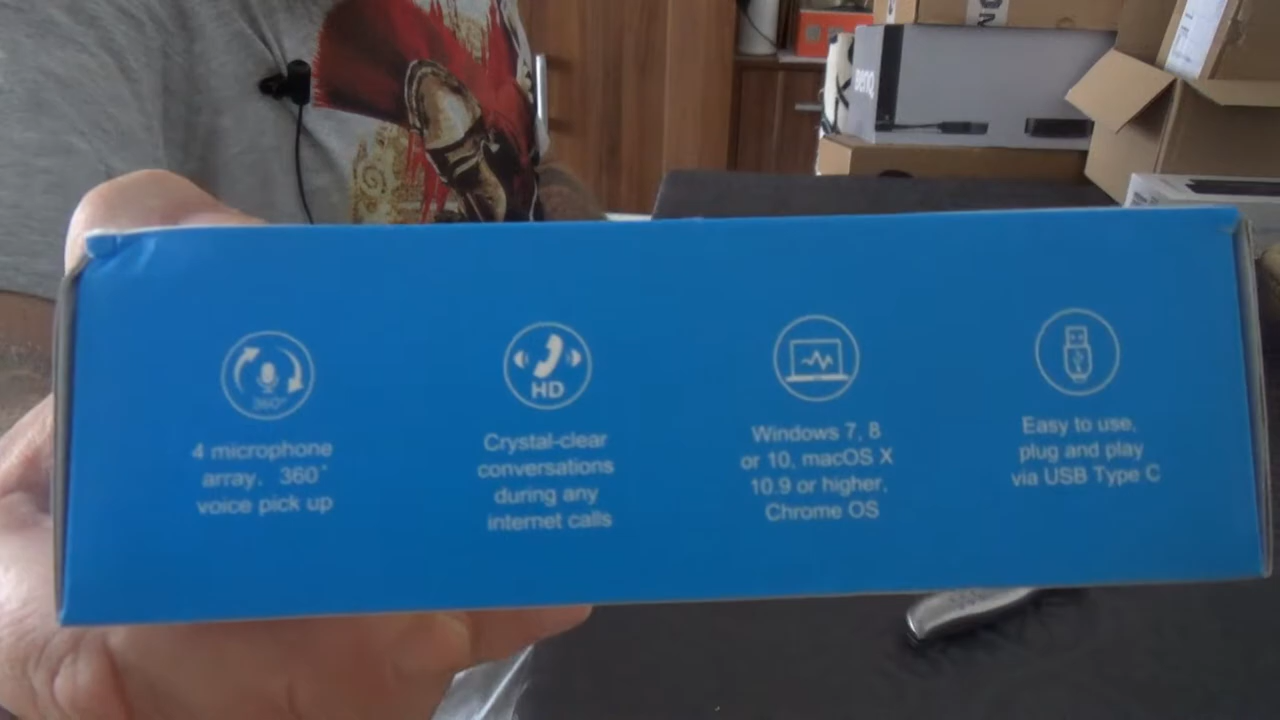 BenQ
360°
4 microphone
array, 360°
voice pick up
HD
Crystal-clear
conversations
during any
internet calls
Windows 7, 8
or 10, macOS X
10.9 or higher,
Chrome OS
Easy to use,
plug and play
via USB Type C